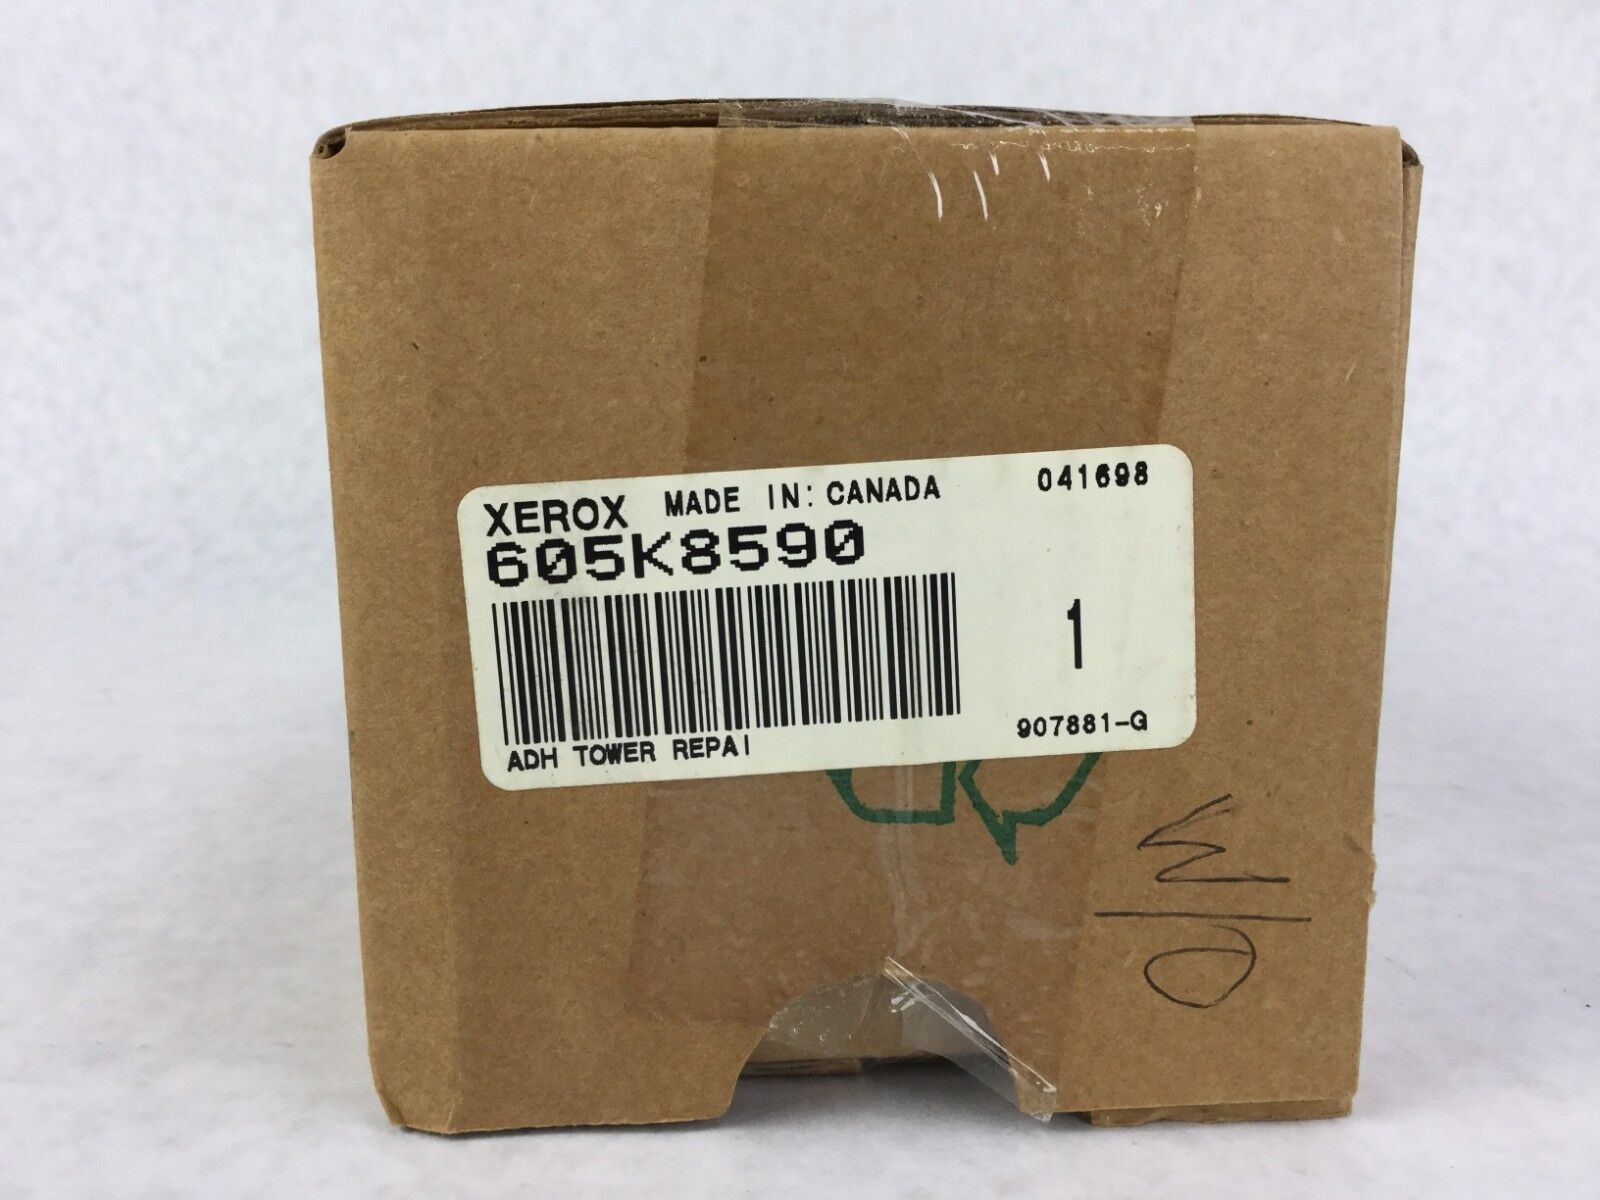 XEROX MADE IN: CANADA 041698
605K8590
1
ADH TOWER REPAI 907881-G
W/O